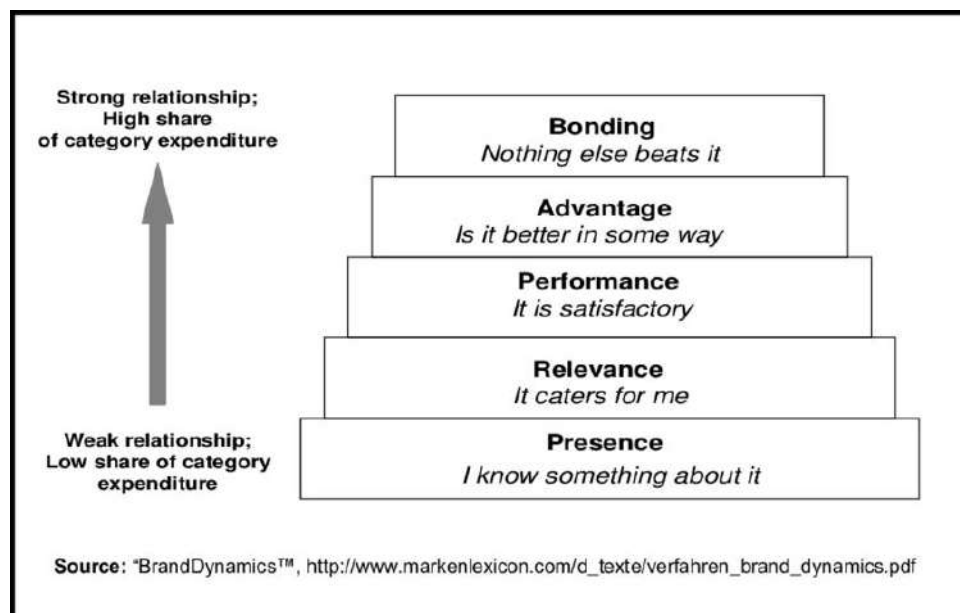 Strong relationship;
High share
of category expenditure
Bonding
Nothing else beats it
Advantage
Is it better in some way
Performance
It is satisfactory
Relevance
It caters for me
Weak relationship;
Low share of category
expenditure
Presence
I know something about it
Source: "BrandDynamics™, http://www.markenlexicon.com/d_texte/verfahren_brand_dynamics.pdf